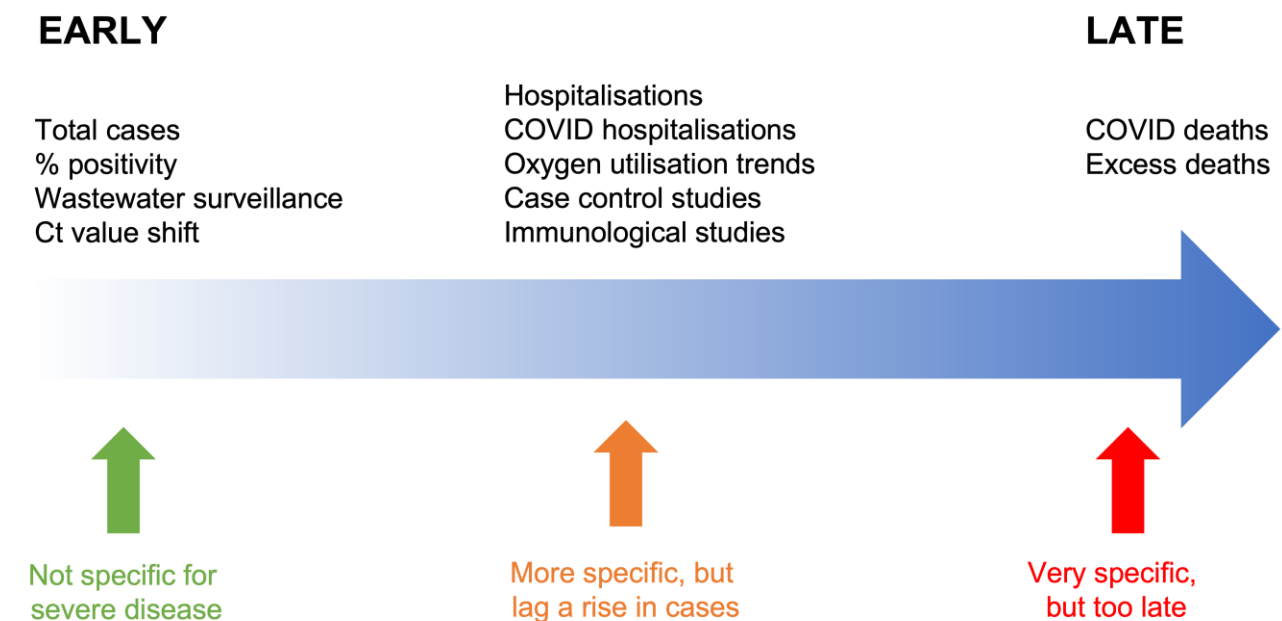 EARLY
LATE
Total cases
% positivity
Wastewater surveillance
Ct value shift
Hospitalisations
COVID hospitalisations
Oxygen utilisation trends
Case control studies
Immunological studies
COVID deaths
Excess deaths
Not specific for
severe disease
More specific, but
lag a rise in cases
Very specific,
but too late